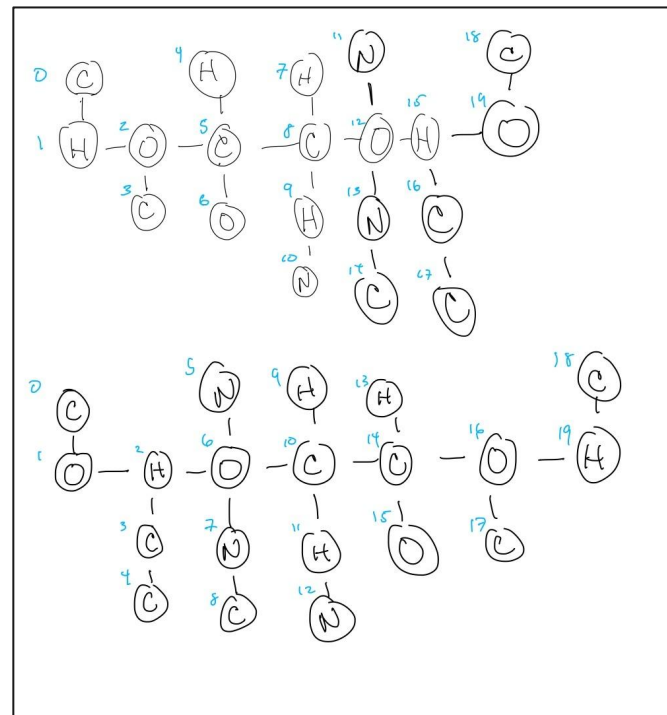 11 N 18 C
0 C 4 H 7 H
1 H 2 O 5 C 8 C 12 O 15 H 19 O
3 C 6 O 9 H 13 N 16 C
10 N 14 C 17 C
0 C 5 N 9 H 13 H 18 C
1 O 2 H 6 O 10 C 14 C 16 O 19 H
3 C 7 N 11 H 15 O 17 C
4 C 8 C 12 N